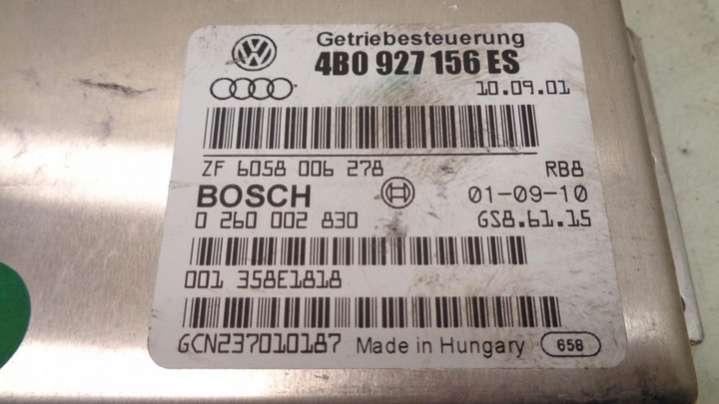 Getriebesteuerung
4B0 927 156 ES
10.09.01
ZF 6058 006 278 RB8
BOSCH 01-09-10
0 260 002 830 GS8.61.15
001 358E1818
GCN237010187 Made in Hungary 658